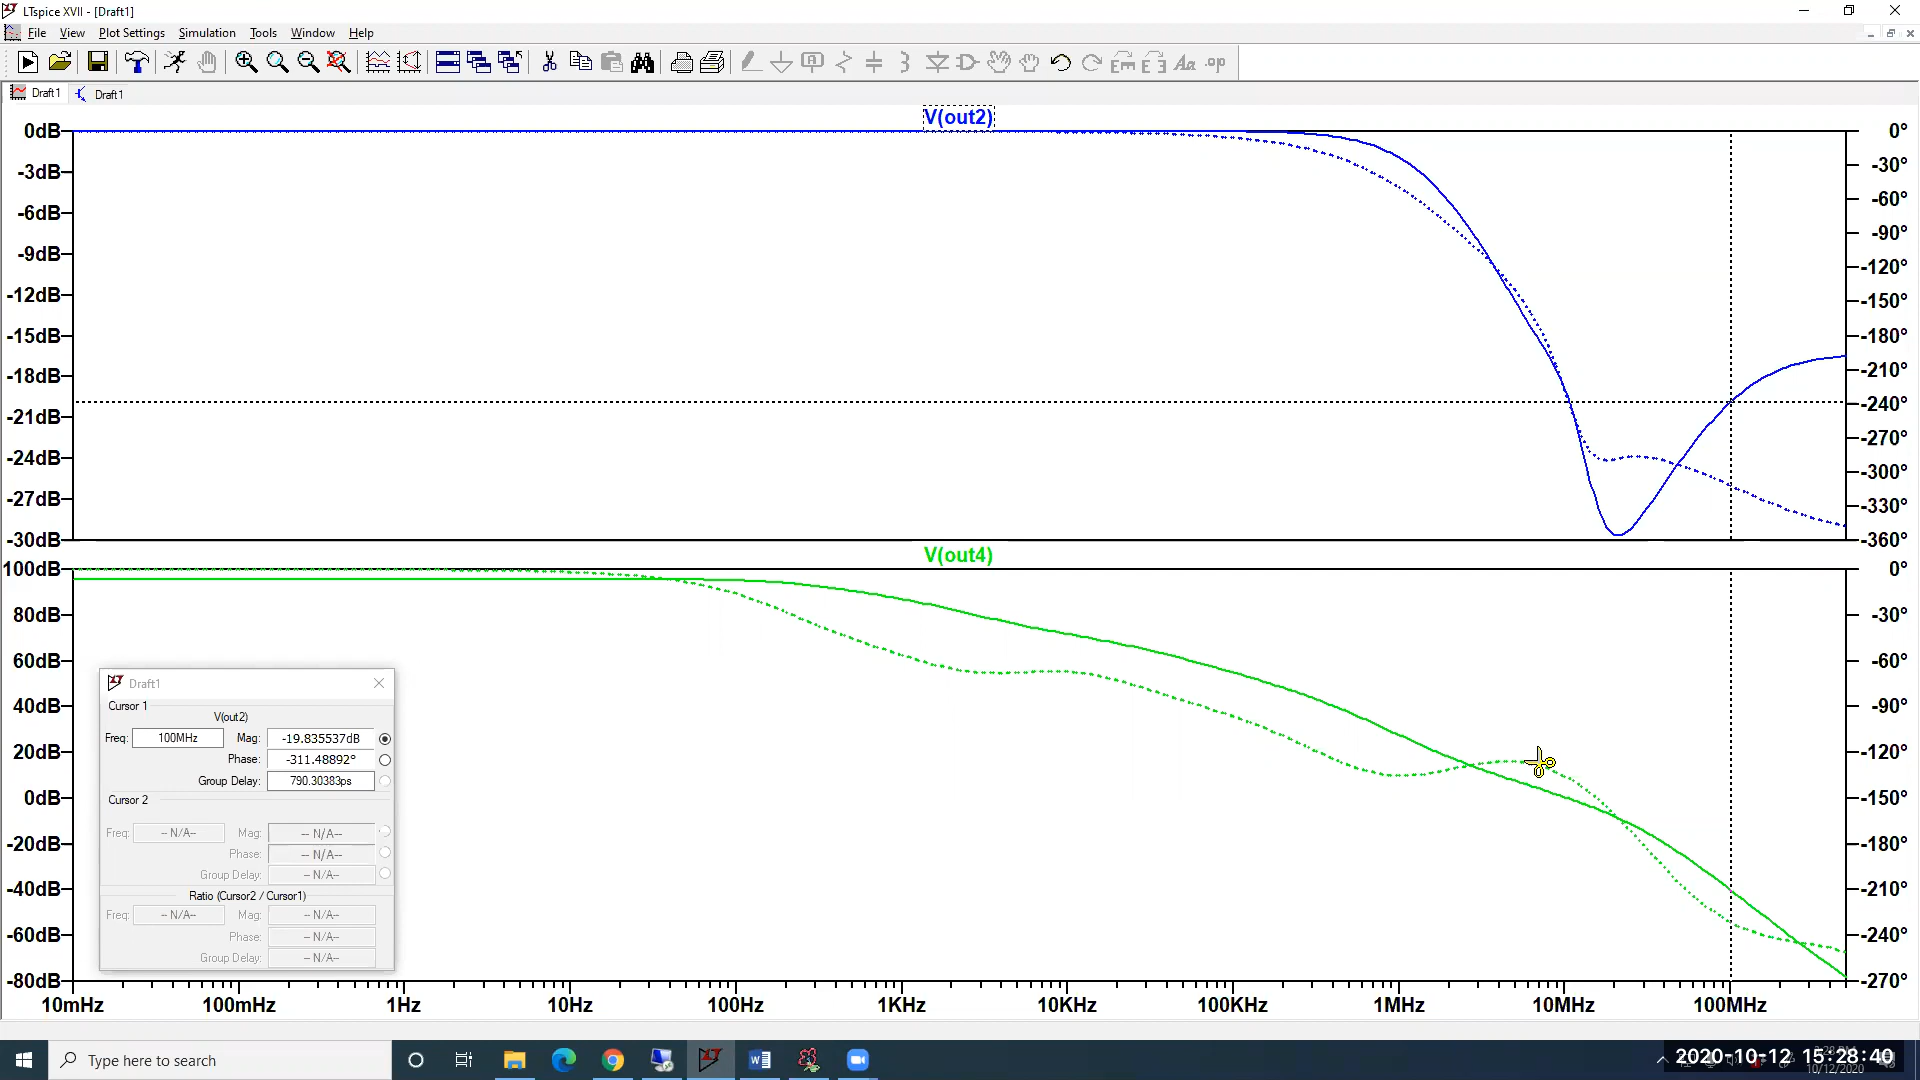 LTspice XVII - [Draft1]
File View Plot Settings Simulation Tools Window Help
Draft1 Draft1
V(out2)
0dB 0°
-3dB -30°
-6dB -60°
-9dB -90°
-12dB -120°
-15dB -150°
-18dB -180°
-21dB -210°
-24dB -240°
-27dB -270°
-30dB -300°
-330°
-360°
V(out4)
100dB 0°
80dB -30°
60dB -60°
40dB -90°
20dB -120°
0dB -150°
-20dB -180°
-40dB -210°
-60dB -240°
-80dB -270°
Draft1
Cursor 1
V(out2)
Freq: 100MHz Mag: -19.835537dB
Phase: -311.48892°
Group Delay: 790.30383ps
Cursor 2
Freq: -- N/A-- Mag: -- N/A--
Phase: -- N/A--
Group Delay: -- N/A--
Ratio (Cursor2 / Cursor1)
Freq: -- N/A-- Mag: -- N/A--
Phase: -- N/A--
Group Delay: -- N/A--
10mHz 100mHz 1Hz 10Hz 100Hz 1KHz 10KHz 100KHz 1MHz 10MHz 100MHz
Type here to search
2020-10-12 15:28:40
10/12/2020